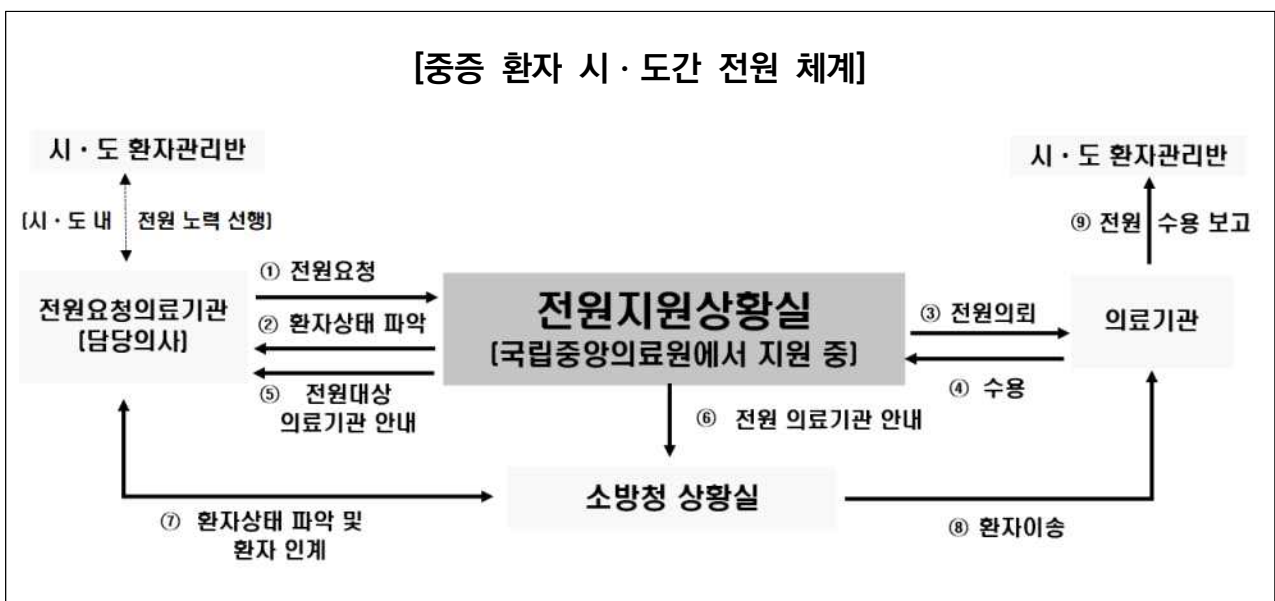 [중증 환자 시·도간 전원 체계]
시·도 환자관리반
시·도 환자관리반
(시·도 내 전원 노력 선행)
⑨ 전원 수용 보고
① 전원요청
전원요청의료기관
(담당의사)
② 환자상태 파악
전원지원상황실
(국립중앙의료원에서 지원 중)
③ 전원의뢰
의료기관
④ 수용
⑤ 전원대상
의료기관 안내
⑥ 전원 의료기관 안내
소방청 상황실
⑦ 환자상태 파악 및
환자 인계
⑧ 환자이송